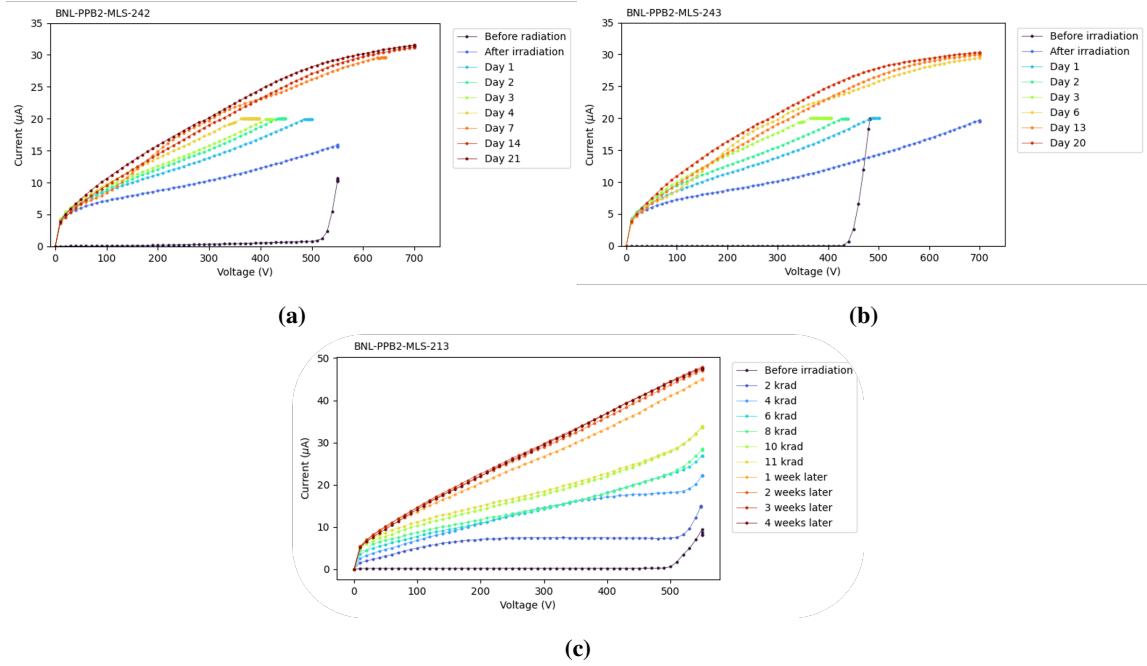 BNL-PPB2-MLS-242
35
30
25
20
15
10
5
0
Current (μA)
0 100 200 300 400 500 600 700
Voltage (V)
Before radiation
After irradiation
Day 1
Day 2
Day 3
Day 4
Day 7
Day 14
Day 21
(a)
BNL-PPB2-MLS-243
35
30
25
20
15
10
5
0
Current (μA)
0 100 200 300 400 500 600 700
Voltage (V)
Before irradiation
After irradiation
Day 1
Day 2
Day 3
Day 6
Day 13
Day 20
(b)
BNL-PPB2-MLS-213
50
40
30
20
10
0
Current (μA)
0 100 200 300 400 500
Voltage (V)
Before irradiation
2 krad
4 krad
6 krad
8 krad
10 krad
11 krad
1 week later
2 weeks later
3 weeks later
4 weeks later
(c)